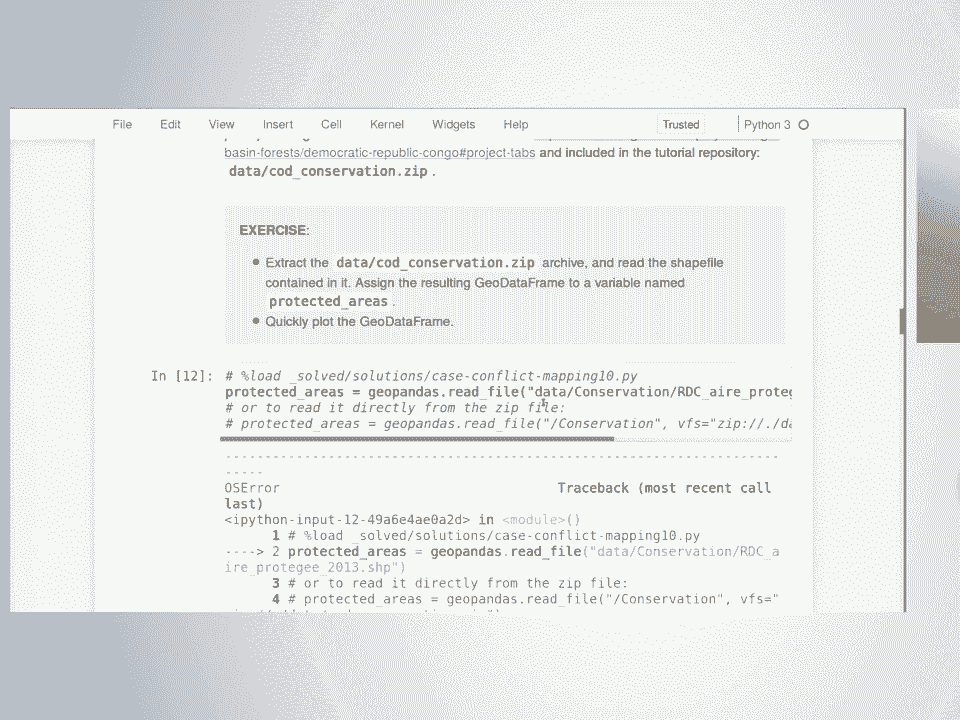 File Edit View Insert Cell Kernel Widgets Help Trusted Python 3
basin-forests/democratic-republic-congo#project-tabs and included in the tutorial repository:
data/cod_conservation.zip .
EXERCISE:
● Extract the data/cod_conservation.zip archive, and read the shapefile
contained in it. Assign the resulting GeoDataFrame to a variable named
protected_areas .
● Quickly plot the GeoDataFrame.
In [12]: # %load _solved/solutions/case-conflict-mapping10.py
protected_areas = geopandas.read_file("data/Conservation/RDC_aire_proteg
# or to read it directly from the zip file:
# protected_areas = geopandas.read_file("/Conservation", vfs="zip://./da
---------------------------------------------------------------------------
-----
OSError Traceback (most recent call
last)
<ipython-input-12-49a6e4ae0a2d> in <module>()
1 # %load _solved/solutions/case-conflict-mapping10.py
----> 2 protected_areas = geopandas.read_file("data/Conservation/RDC_a
ire_protegee_2013.shp")
3 # or to read it directly from the zip file:
4 # protected_areas = geopandas.read_file("/Conservation", vfs="